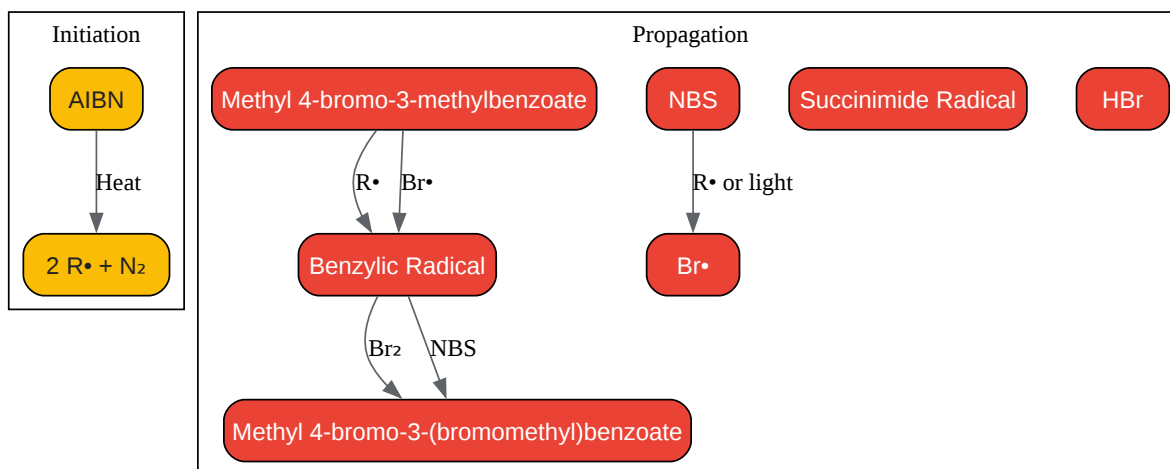 Initiation
Propagation
AIBN
Methyl 4-bromo-3-methylbenzoate
NBS
Succinimide Radical
HBr
Heat
R•
Br•
R• or light
2 R• + N₂
Benzylic Radical
Br•
Br₂
NBS
Methyl 4-bromo-3-(bromomethyl)benzoate